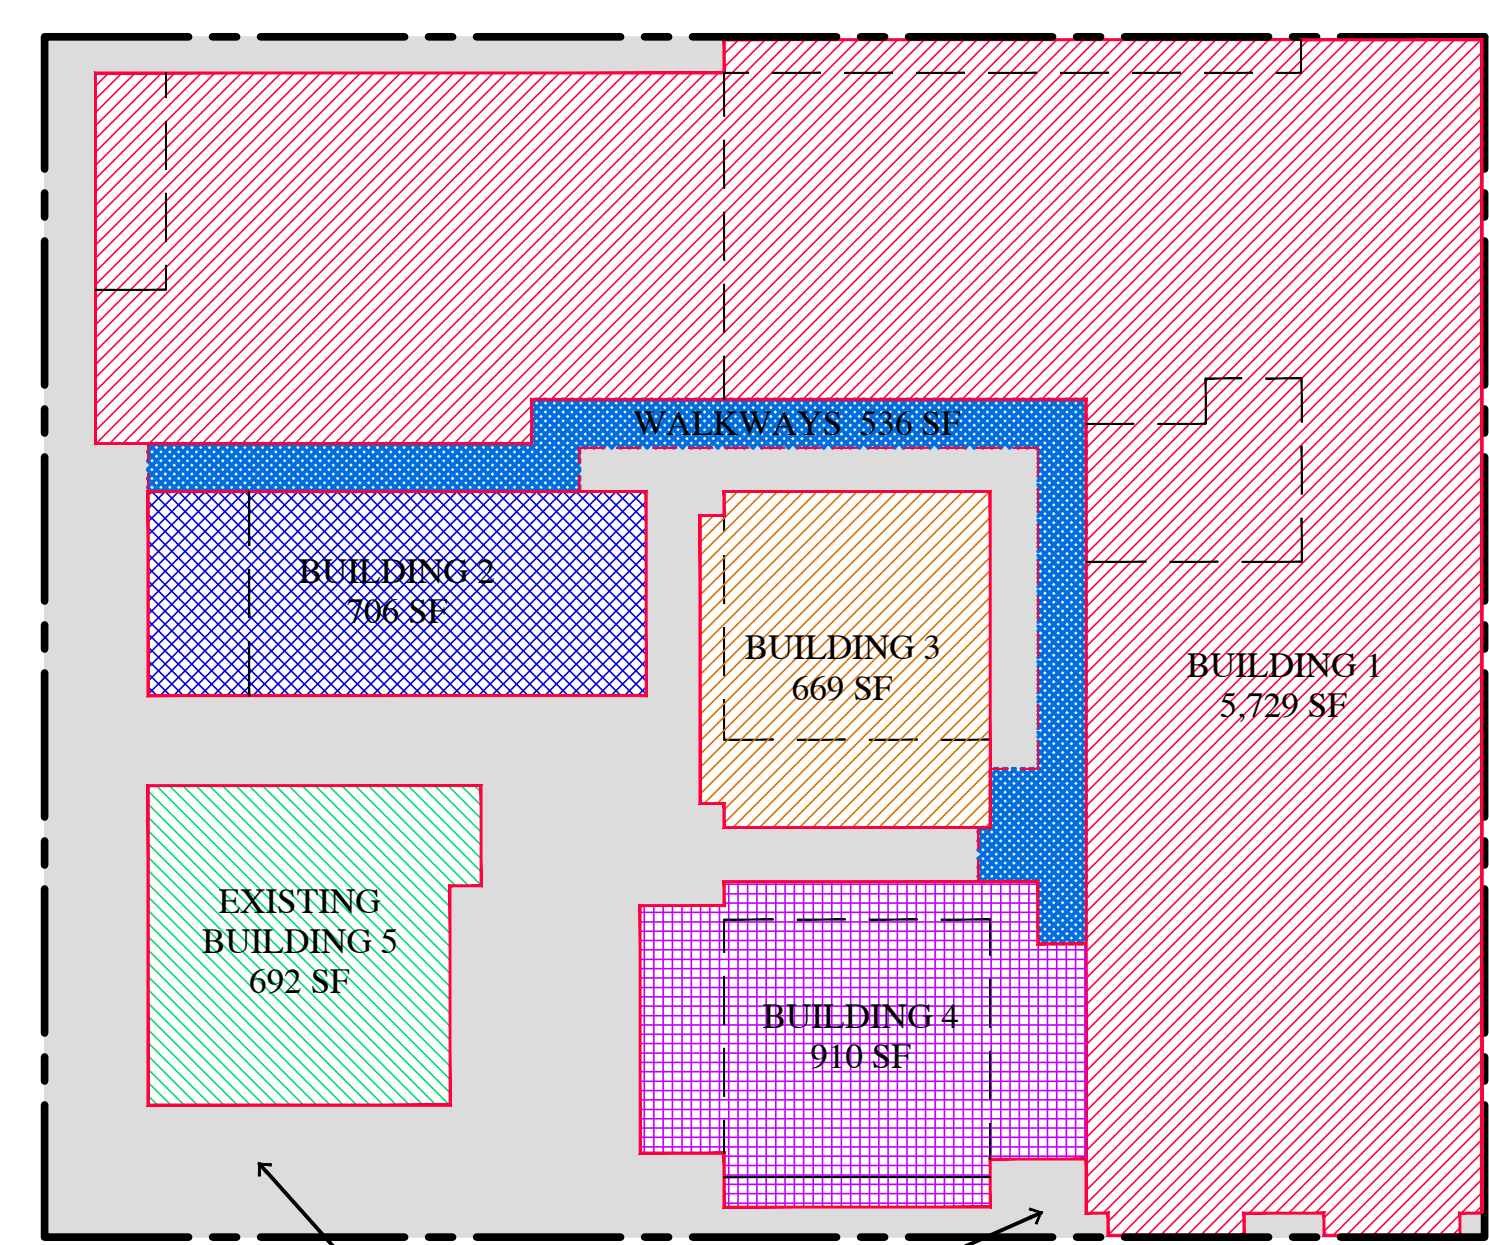 WALKWAYS 536 SF
BUILDING 2
706 SF
BUILDING 3
669 SF
BUILDING 1
5,729 SF
EXISTING
BUILDING 5
692 SF
BUILDING 4
910 SF